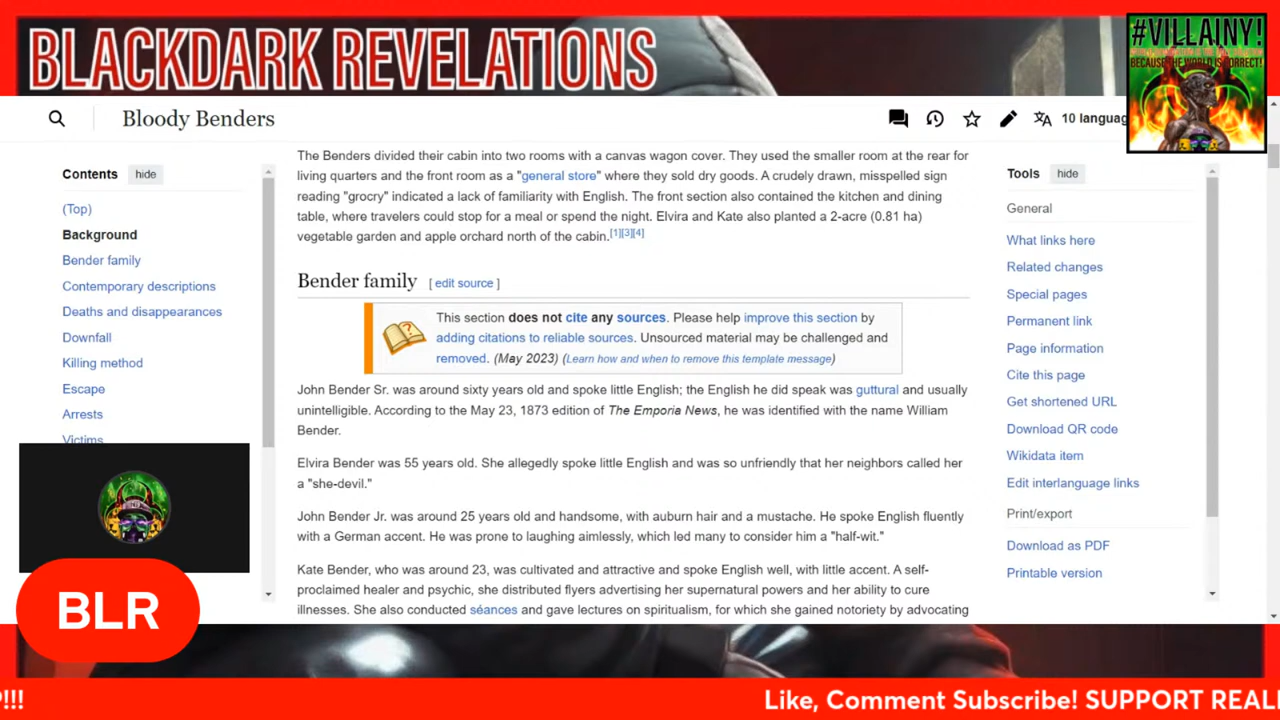 BLACKDARK REVELATIONS
#VILLAINY!
BECAUSE THE WORLD IS CORRECT!
Bloody Benders
10 languag
Contents hide
(Top)
Background
Bender family
Contemporary descriptions
Deaths and disappearances
Downfall
Killing method
Escape
Arrests
Victims
The Benders divided their cabin into two rooms with a canvas wagon cover. They used the smaller room at the rear for
living quarters and the front room as a "general store" where they sold dry goods. A crudely drawn, misspelled sign
reading "grocry" indicated a lack of familiarity with English. The front section also contained the kitchen and dining
table, where travelers could stop for a meal or spend the night. Elvira and Kate also planted a 2-acre (0.81 ha)
vegetable garden and apple orchard north of the cabin.[1][3][4]
Bender family [ edit source ]
This section does not cite any sources. Please help improve this section by
adding citations to reliable sources. Unsourced material may be challenged and
removed. (May 2023) (Learn how and when to remove this template message)
John Bender Sr. was around sixty years old and spoke little English; the English he did speak was guttural and usually
unintelligible. According to the May 23, 1873 edition of The Emporia News, he was identified with the name William
Bender.
Elvira Bender was 55 years old. She allegedly spoke little English and was so unfriendly that her neighbors called her
a "she-devil."
John Bender Jr. was around 25 years old and handsome, with auburn hair and a mustache. He spoke English fluently
with a German accent. He was prone to laughing aimlessly, which led many to consider him a "half-wit."
Kate Bender, who was around 23, was cultivated and attractive and spoke English well, with little accent. A self-
proclaimed healer and psychic, she distributed flyers advertising her supernatural powers and her ability to cure
illnesses. She also conducted séances and gave lectures on spiritualism, for which she gained notoriety by advocating
Tools hide
General
What links here
Related changes
Special pages
Permanent link
Page information
Cite this page
Get shortened URL
Download QR code
Wikidata item
Edit interlanguage links
Print/export
Download as PDF
Printable version
BLR
!!! Like, Comment Subscribe! SUPPORT REAL